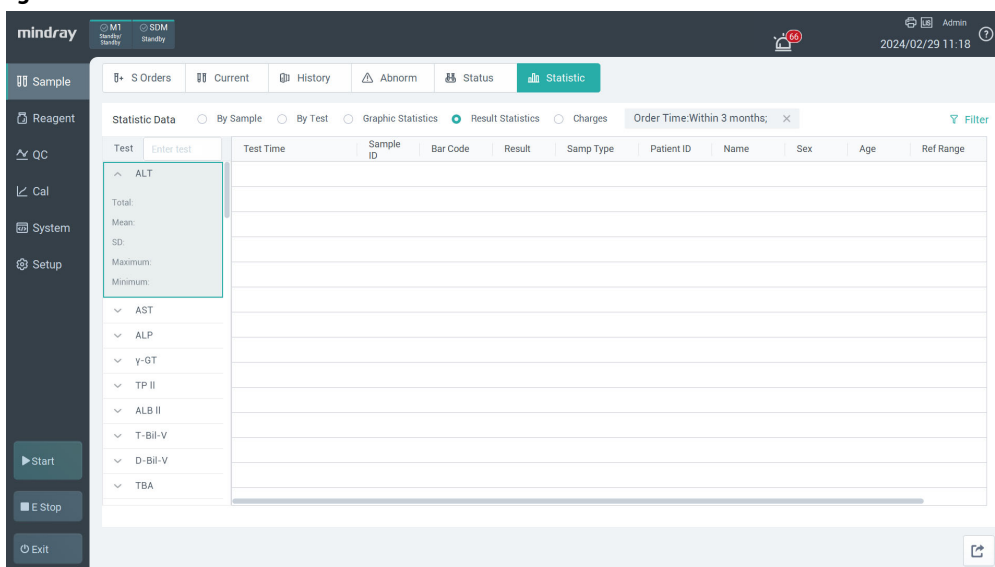 mindray
M1
Standby/
Standby
SDM
Standby
66
US Admin
2024/02/29 11:18
Sample
Reagent
QC
Cal
System
Setup
Start
E Stop
Exit
S Orders Current History Abnorm Status Statistic
Statistic Data By Sample By Test Graphic Statistics Result Statistics Charges Order Time:Within 3 months; Filter
Test Enter test Test Time Sample ID Bar Code Result Samp Type Patient ID Name Sex Age Ref Range
ALT
Total:
Mean:
SD:
Maximum:
Minimum:
AST
ALP
γ-GT
TP II
ALB II
T-Bil-V
D-Bil-V
TBA